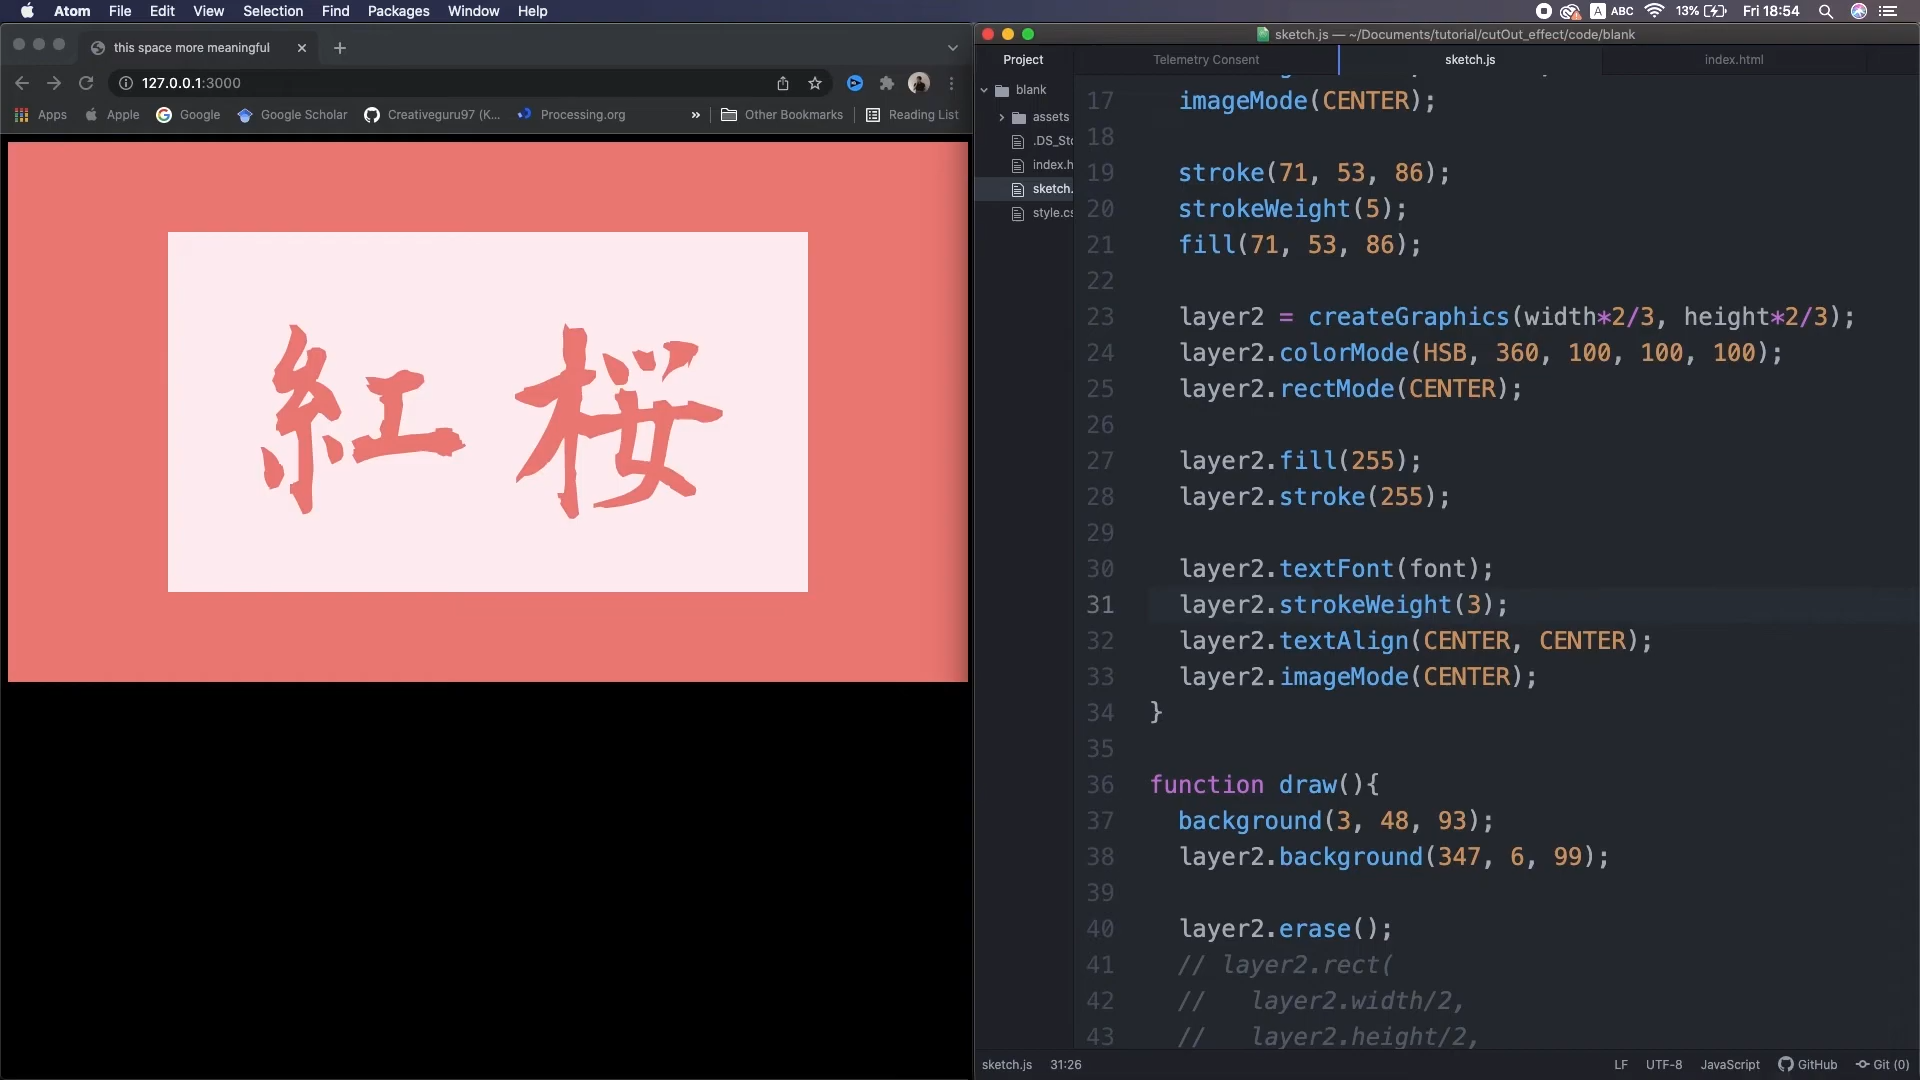 Atom File Edit View Selection Find Packages Window Help
A ABC 13% Fri 18:54
this space more meaningful
127.0.0.1:3000
Apps Apple Google Google Scholar Creativeguru97 (K... Processing.org » Other Bookmarks Reading List
紅桜
sketch.js — ~/Documents/tutorial/cutOut_effect/code/blank
Project Telemetry Consent sketch.js index.html
blank
assets
.DS_Sto
index.h
sketch.
style.cs
17 imageMode(CENTER);
18
19 stroke(71, 53, 86);
20 strokeWeight(5);
21 fill(71, 53, 86);
22
23 layer2 = createGraphics(width*2/3, height*2/3);
24 layer2.colorMode(HSB, 360, 100, 100, 100);
25 layer2.rectMode(CENTER);
26
27 layer2.fill(255);
28 layer2.stroke(255);
29
30 layer2.textFont(font);
31 layer2.strokeWeight(3);
32 layer2.textAlign(CENTER, CENTER);
33 layer2.imageMode(CENTER);
34 }
35
36 function draw(){
37 background(3, 48, 93);
38 layer2.background(347, 6, 99);
39
40 layer2.erase();
41 // layer2.rect(
42 // layer2.width/2,
43 // layer2.height/2,
sketch.js 31:26 LF UTF-8 JavaScript GitHub Git (0)